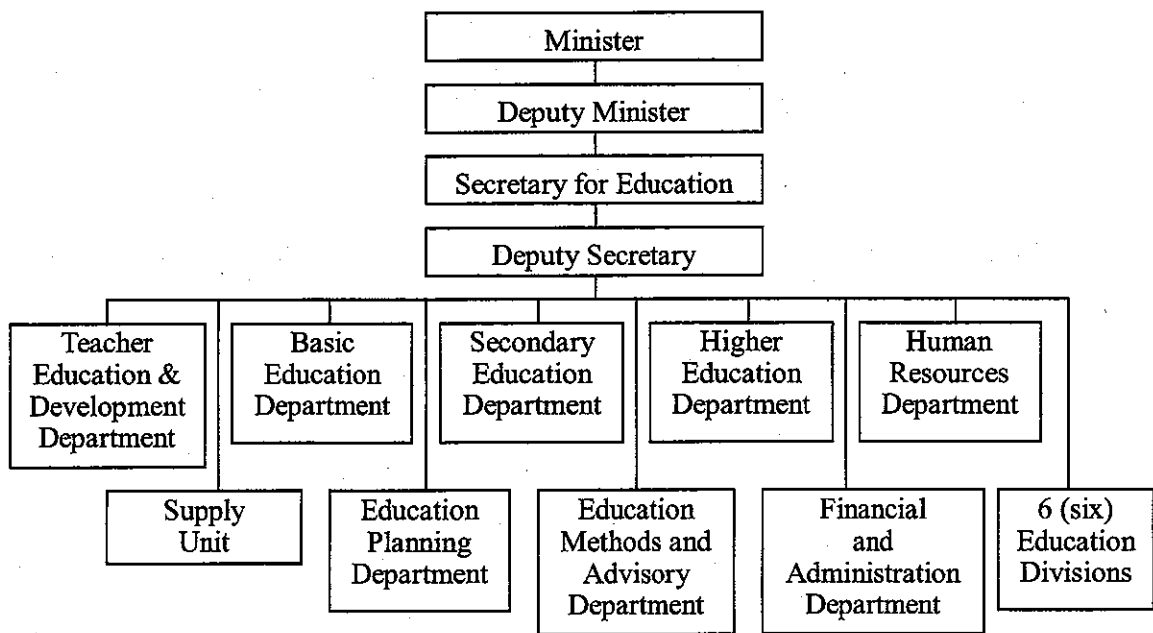 Minister
Deputy Minister
Secretary for Education
Deputy Secretary
Teacher
Education &
Development
Department
Basic
Education
Department
Secondary
Education
Department
Higher
Education
Department
Human
Resources
Department
Supply
Unit
Education
Planning
Department
Education
Methods and
Advisory
Department
Financial
and
Administration
Department
6 (six)
Education
Divisions